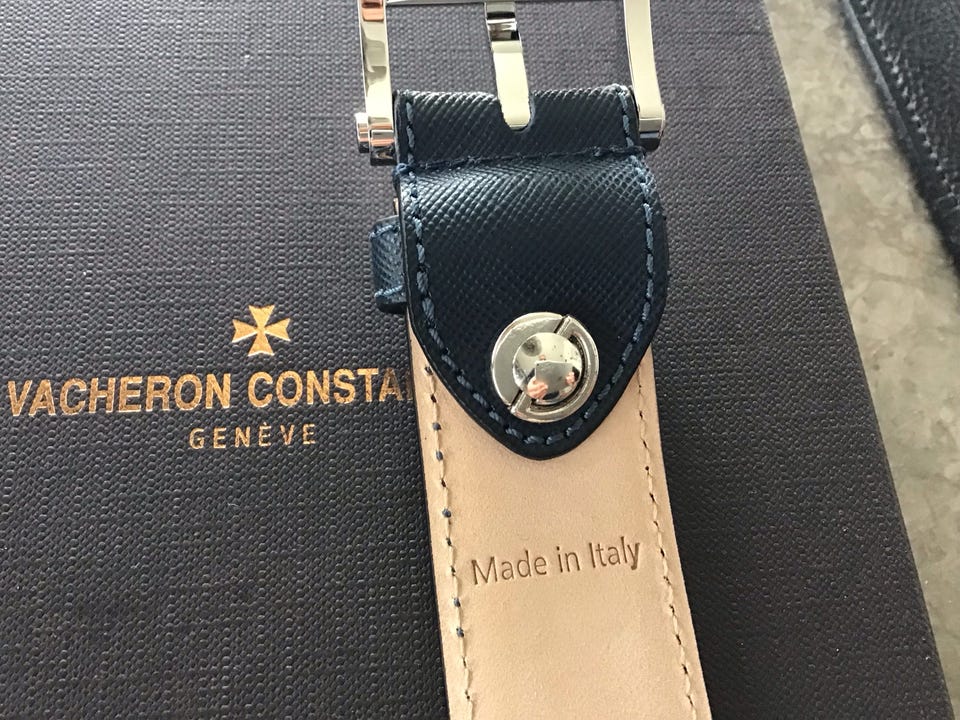 VACHERON CONSTA
GENÈVE
Made in Italy